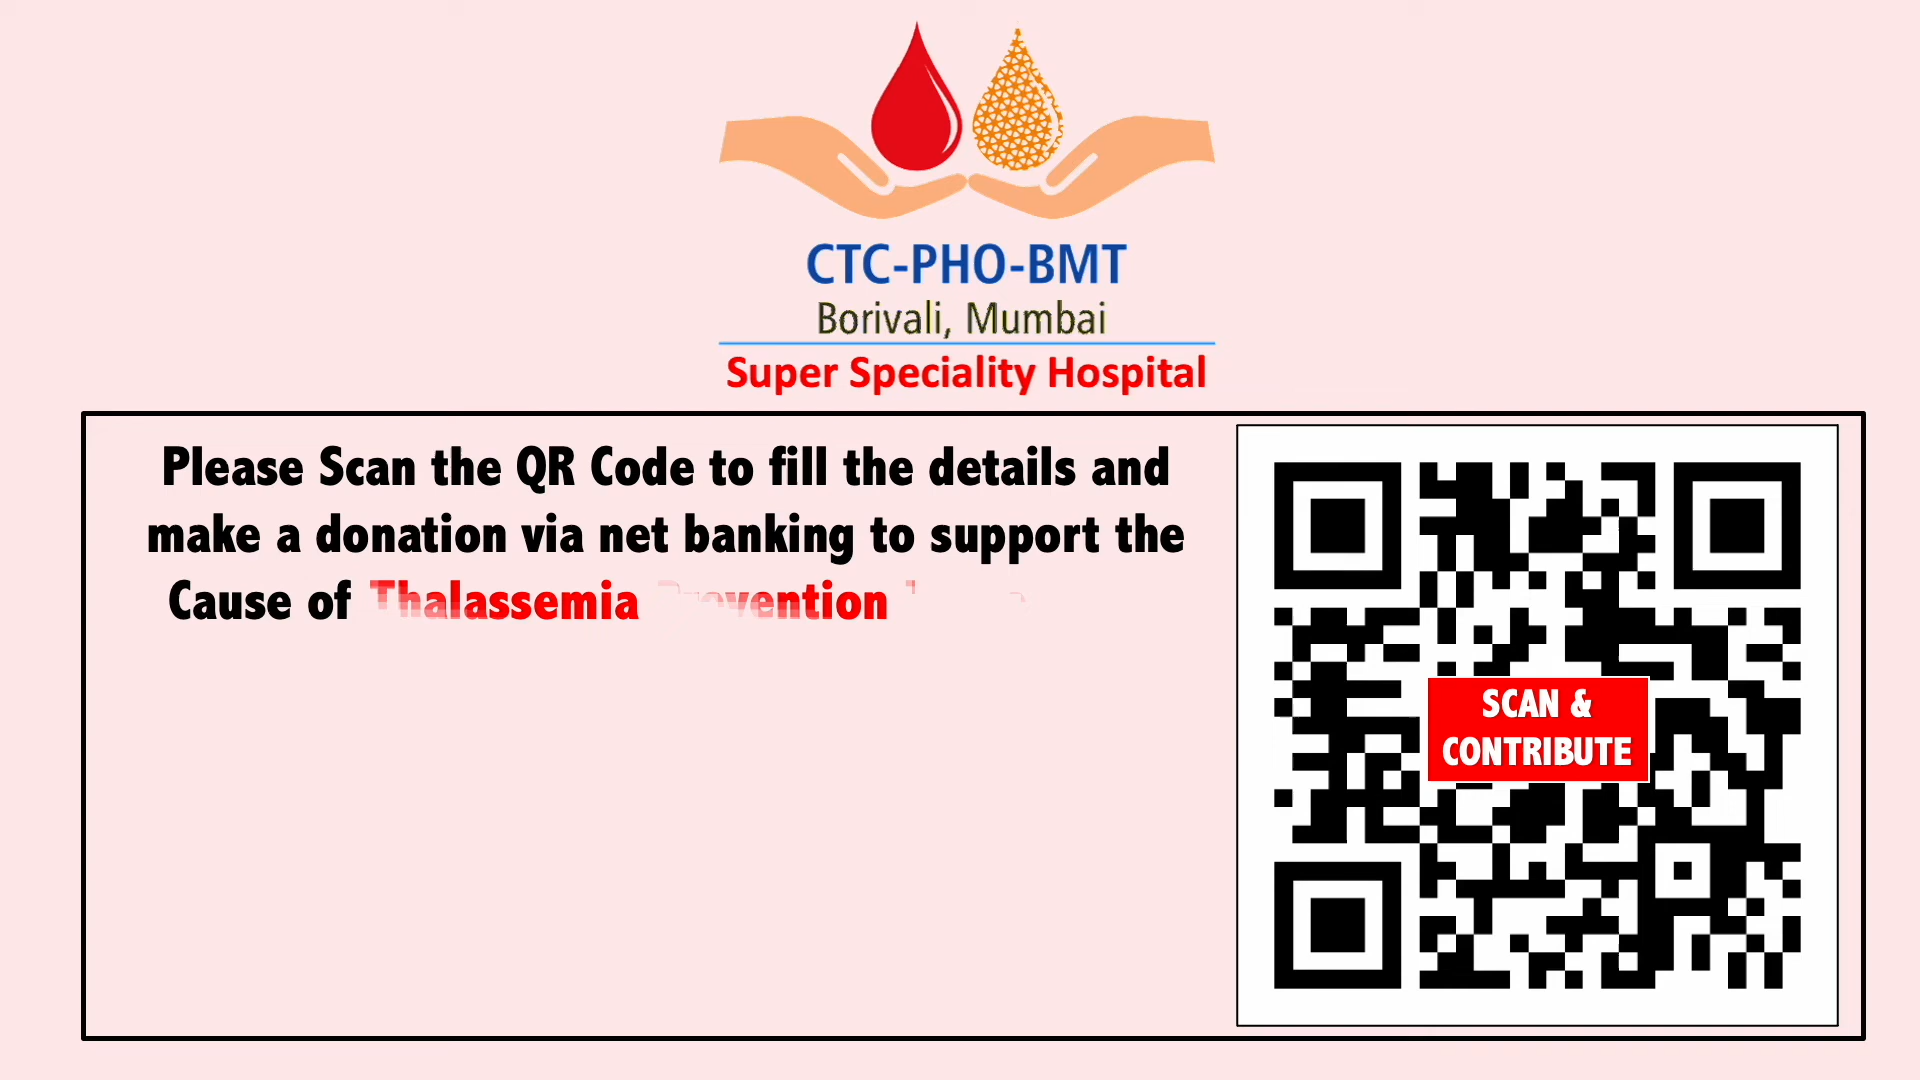 CTC-PHO-BMT
Borivali, Mumbai
Super Speciality Hospital
Please Scan the QR Code to fill the details and
make a donation via net banking to support the
Cause of Thalassemia Prevention
SCAN &
CONTRIBUTE